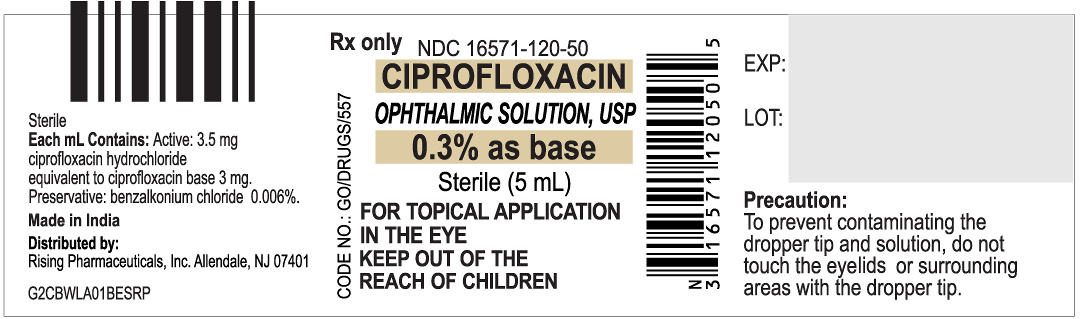 Sterile
Each mL Contains: Active: 3.5 mg
ciprofloxacin hydrochloride
equivalent to ciprofloxacin base 3 mg.
Preservative: benzalkonium chloride 0.006%.
Made in India
Distributed by:
Rising Pharmaceuticals, Inc. Allendale, NJ 07401
G2CBWLA01BESRP
CODE NO.: GO/DRUGS/557
Rx only NDC 16571-120-50
CIPROFLOXACIN
OPHTHALMIC SOLUTION, USP
0.3% as base
Sterile (5 mL)
FOR TOPICAL APPLICATION
IN THE EYE
KEEP OUT OF THE
REACH OF CHILDREN
N
3 16571 12050 5
EXP:
LOT:
Precaution:
To prevent contaminating the
dropper tip and solution, do not
touch the eyelids or surrounding
areas with the dropper tip.